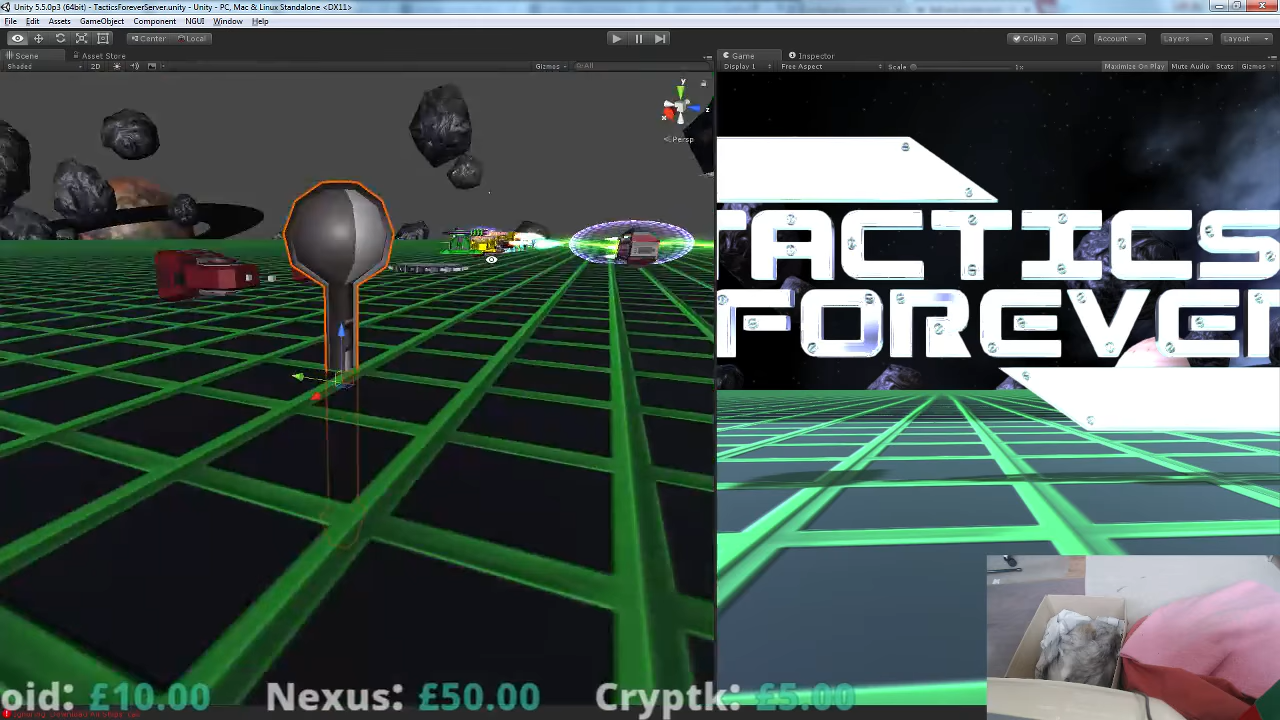 Unity 5.5.0p3 (64bit) - TacticsForeverServer.unity - Unity - PC, Mac & Linux Standalone <DX11>
File Edit Assets GameObject Component NGUI Window Help
Center Local Collab Account Layers Layout
Scene Asset Store Game Inspector
Shaded 2D Gizmos All Display 1 Free Aspect Scale 1x Maximize On Play Mute Audio Stats Gizmos
y
x z
Persp
TACTICS
FOREVER
oid: £10.00 Nexus: £50.00 Cryptk: £5.00